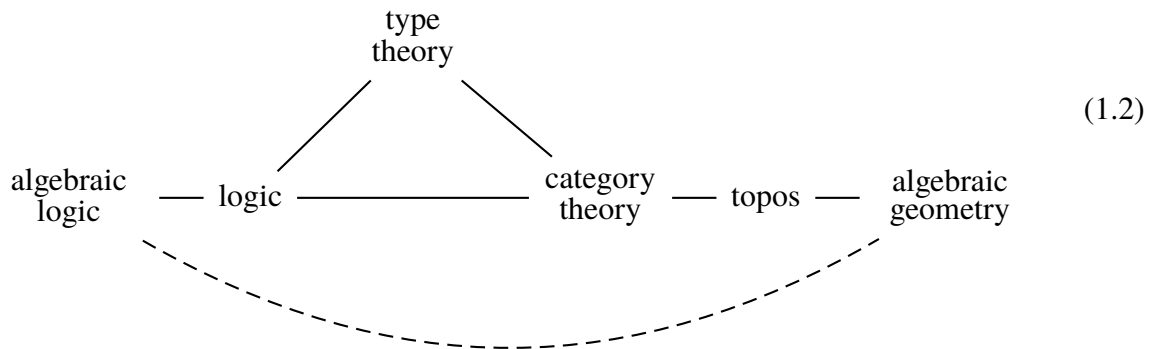 type
theory
(1.2)
algebraic
logic
logic
category
theory
topos
algebraic
geometry